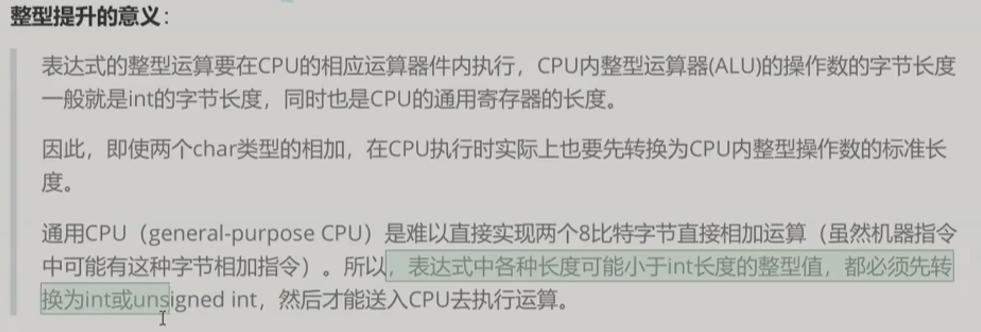 整型提升的意义：
表达式的整型运算要在CPU的相应运算器件内执行，CPU内整型运算器(ALU)的操作数的字节长度
一般就是int的字节长度，同时也是CPU的通用寄存器的长度。
因此，即使两个char类型的相加，在CPU执行时实际上也要先转换为CPU内整型操作数的标准长
度。
通用CPU（general-purpose CPU）是难以直接实现两个8比特字节直接相加运算（虽然机器指令
中可能有这种字节相加指令）。所以，表达式中各种长度可能小于int长度的整型值，都必须先转
换为int或unsigned int，然后才能送入CPU去执行运算。